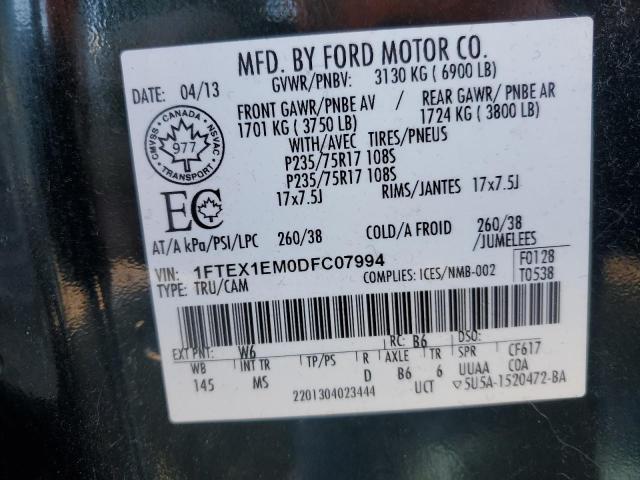 MFD. BY FORD MOTOR CO.
DATE: 04/13 GVWR/PNBV: 3130 KG ( 6900 LB)
FRONT GAWR/PNBE AV / REAR GAWR/ PNBE AR
1701 KG ( 3750 LB) 1724 KG ( 3800 LB)
WITH/AVEC TIRES/PNEUS
P235/75R17 108S
P235/75R17 108S
17x7.5J RIMS/JANTES 17x7.5J
CANADA
CMVSS NSVAC
977
TRANSPORT
EC
AT/A kPa/PSI/LPC 260/38 COLD/A FROID 260/38
/JUMELEES
VIN: 1FTEX1EM0DFC07994 F0128
TYPE: TRU/CAM COMPLIES: ICES/NMB-002 T0538
EXT PNT: W6 RC: B6 DSO:
WB INT TR TP/PS R AXLE TR SPR CF617
145 MS D B6 6 UUAA COA
2201304023444 UCT 5U5A-1520472-BA